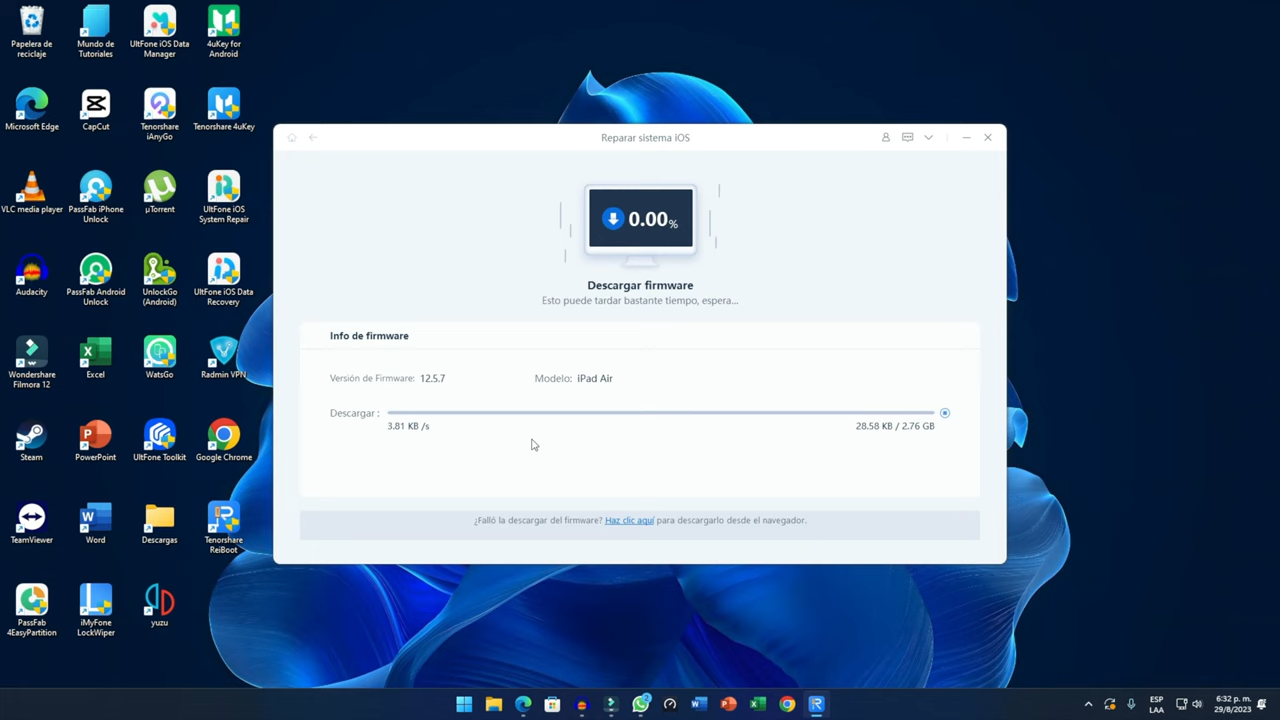 Papelera de
reciclaje
Mundo de
Tutoriales
UltFone iOS Data
Manager
4uKey for
Android
Microsoft Edge
CapCut
Tenorshare
iAnyGo
Tenorshare 4uKey
VLC media player
PassFab iPhone
Unlock
µTorrent
UltFone iOS
System Repair
Audacity
PassFab Android
Unlock
UnlockGo
(Android)
UltFone iOS Data
Recovery
Wondershare
Filmora 12
Excel
WatsGo
Radmin VPN
Steam
PowerPoint
UltFone Toolkit
Google Chrome
TeamViewer
Word
Descargas
Tenorshare
ReiBoot
PassFab
4EasyPartition
iMyFone
LockWiper
yuzu
Reparar sistema iOS
0.00%
Descargar firmware
Esto puede tardar bastante tiempo, espera...
Info de firmware
Versión de Firmware: 12.5.7
Modelo: iPad Air
Descargar :
3.81 KB /s
28.58 KB / 2.76 GB
¿Falló la descargar del firmware? Haz clic aquí para descargarlo desde el navegador.
2
ESP
LAA
6:32 p. m.
29/8/2023